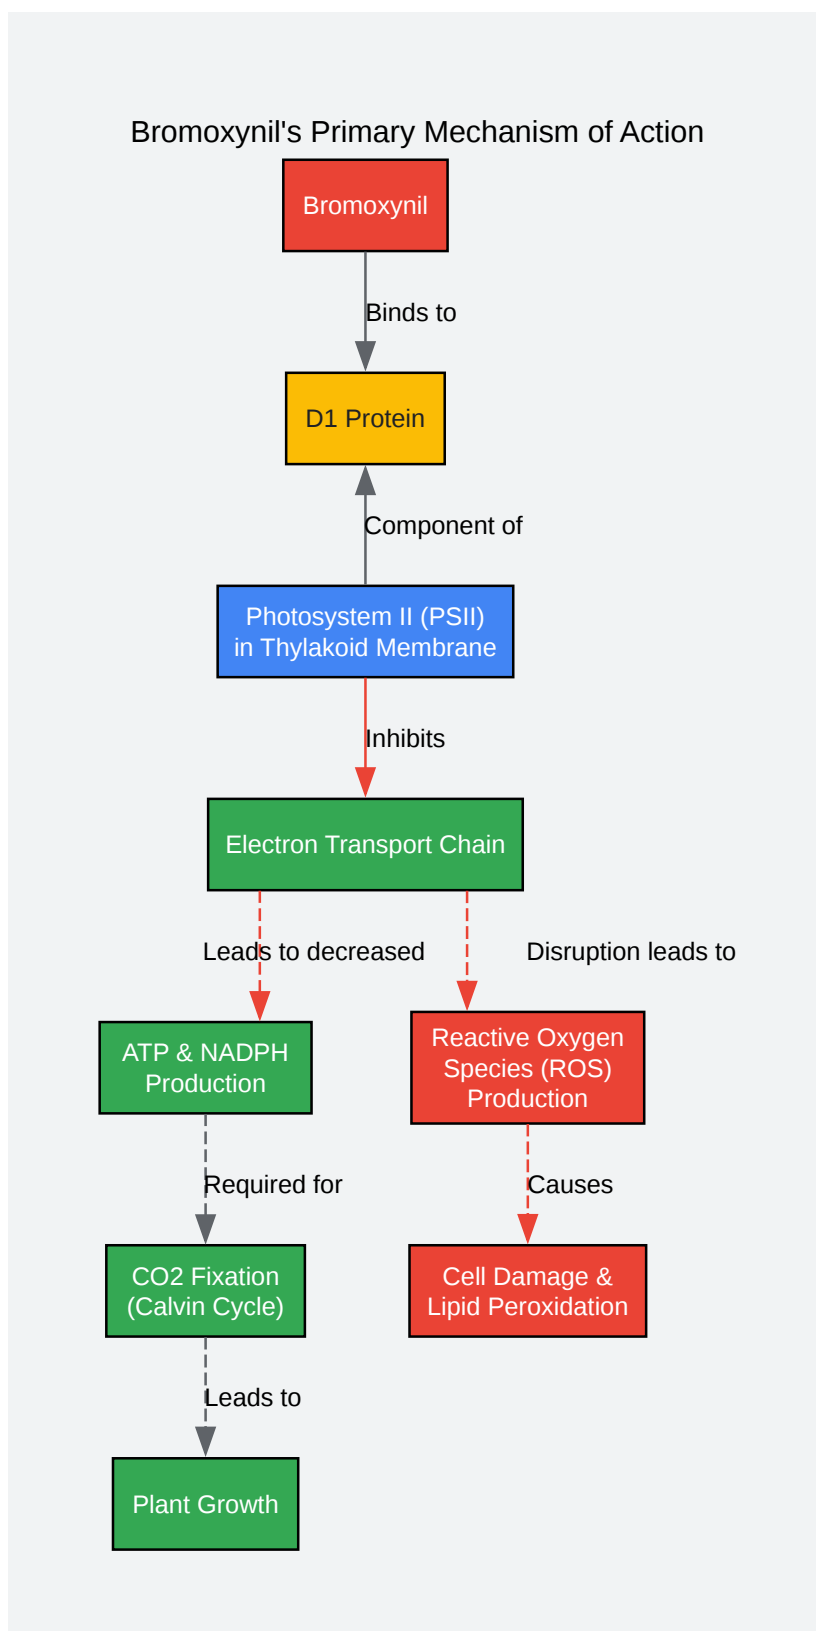 Bromoxynil's Primary Mechanism of Action
Bromoxynil
Binds to
D1 Protein
Component of
Photosystem II (PSII)
in Thylakoid Membrane
Inhibits
Electron Transport Chain
Leads to decreased
Disruption leads to
ATP & NADPH
Production
Reactive Oxygen
Species (ROS)
Production
Required for
Causes
CO2 Fixation
(Calvin Cycle)
Cell Damage &
Lipid Peroxidation
Leads to
Plant Growth